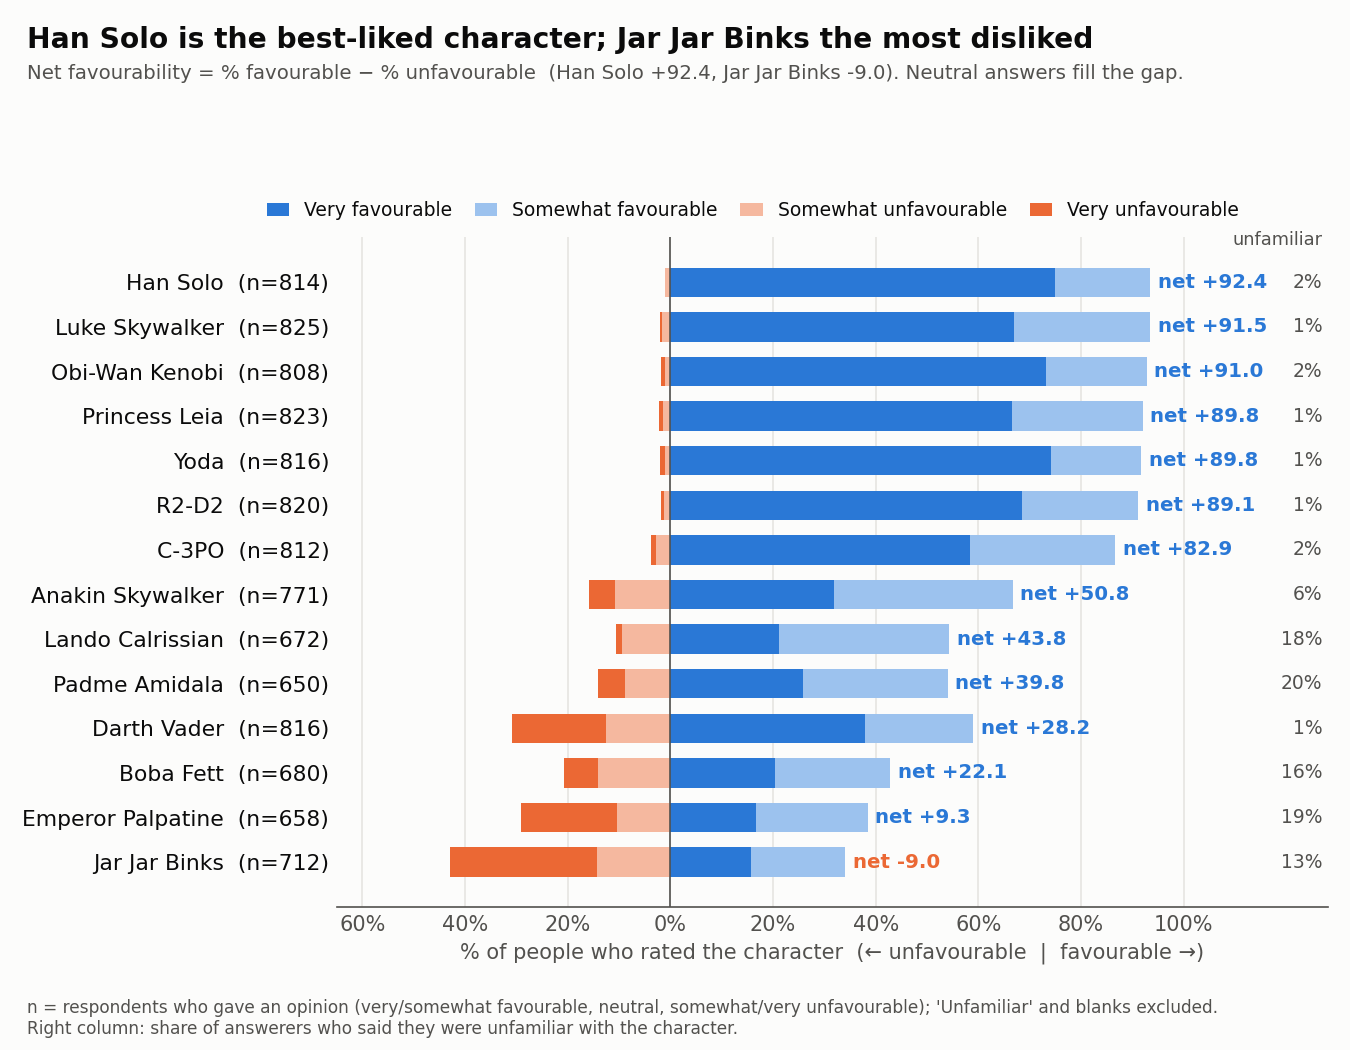 Han Solo is the best-liked character; Jar Jar Binks the most disliked
Net favourability = % favourable − % unfavourable  (Han Solo +92.4, Jar Jar Binks -9.0). Neutral answers fill the gap.
Very favourable  Somewhat favourable  Somewhat unfavourable  Very unfavourable
unfamiliar
Han Solo  (n=814)  net +92.4  2%
Luke Skywalker  (n=825)  net +91.5  1%
Obi-Wan Kenobi  (n=808)  net +91.0  2%
Princess Leia  (n=823)  net +89.8  1%
Yoda  (n=816)  net +89.8  1%
R2-D2  (n=820)  net +89.1  1%
C-3PO  (n=812)  net +82.9  2%
Anakin Skywalker  (n=771)  net +50.8  6%
Lando Calrissian  (n=672)  net +43.8  18%
Padme Amidala  (n=650)  net +39.8  20%
Darth Vader  (n=816)  net +28.2  1%
Boba Fett  (n=680)  net +22.1  16%
Emperor Palpatine  (n=658)  net +9.3  19%
Jar Jar Binks  (n=712)  net -9.0  13%
60%  40%  20%  0%  20%  40%  60%  80%  100%
% of people who rated the character  (← unfavourable  |  favourable →)
n = respondents who gave an opinion (very/somewhat favourable, neutral, somewhat/very unfavourable); 'Unfamiliar' and blanks excluded.
Right column: share of answerers who said they were unfamiliar with the character.